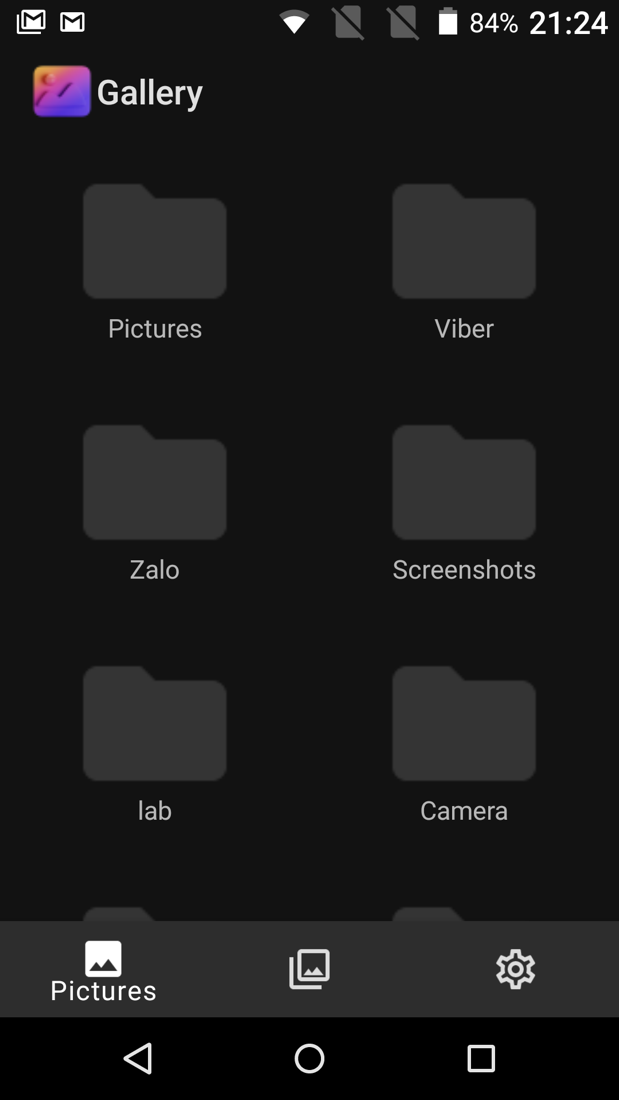 84% 21:24
Gallery
Pictures Viber
Zalo Screenshots
lab Camera
Pictures